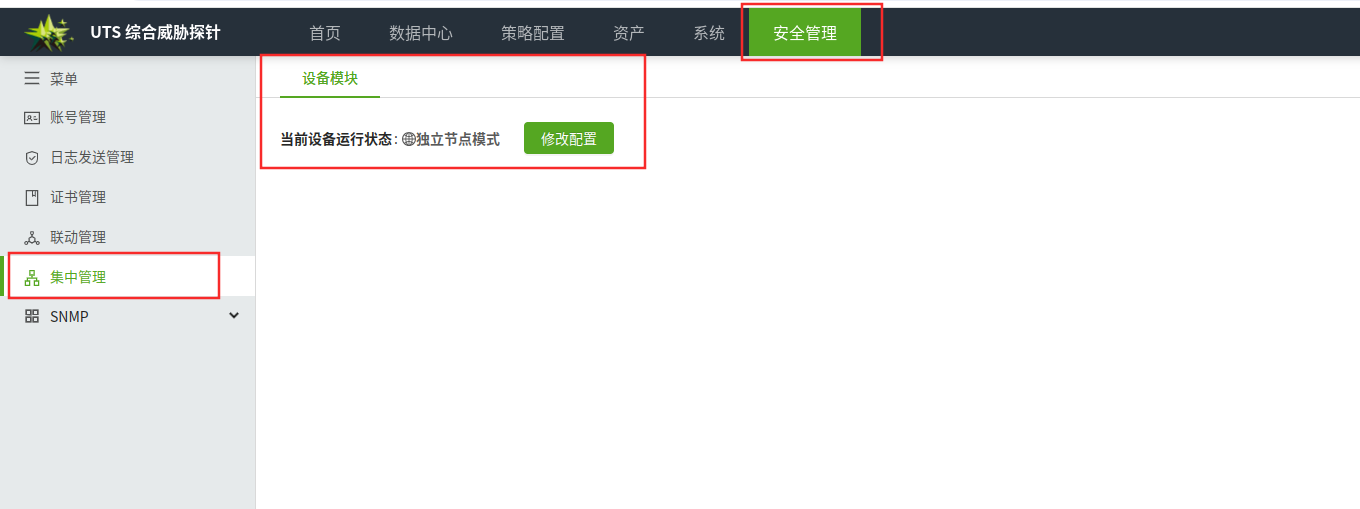 UTS 综合威胁探针 首页 数据中心 策略配置 资产 系统 安全管理
菜单
账号管理
日志发送管理
证书管理
联动管理
集中管理
SNMP
设备模块
当前设备运行状态: 独立节点模式 修改配置